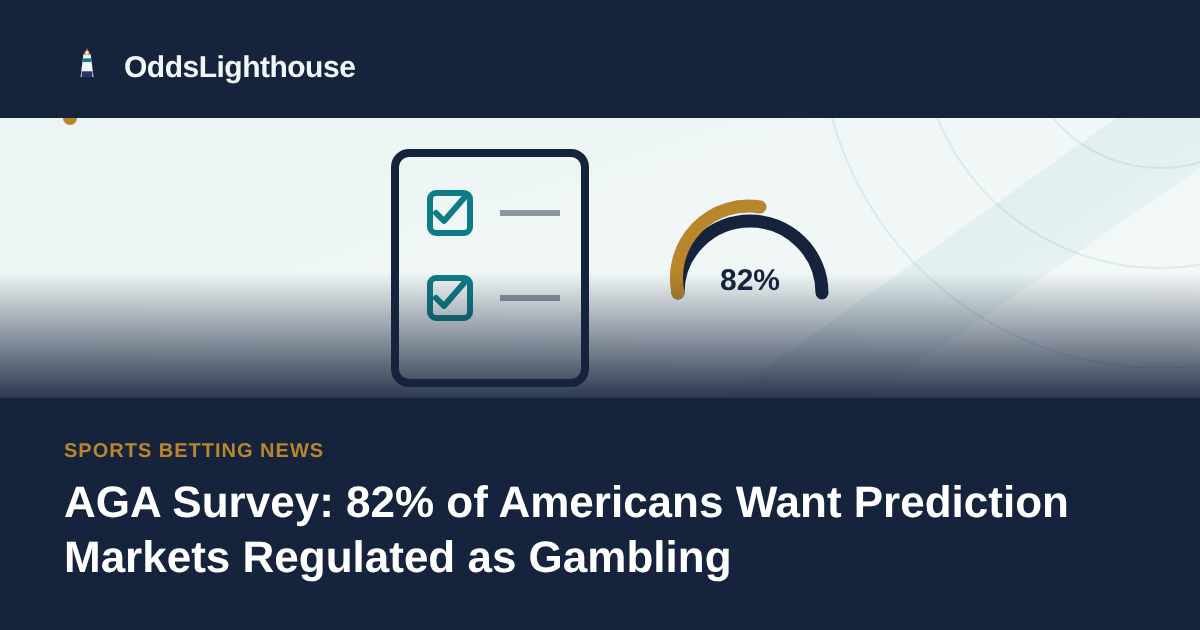 OddsLighthouse
82%
SPORTS BETTING NEWS
AGA Survey: 82% of Americans Want Prediction
Markets Regulated as Gambling